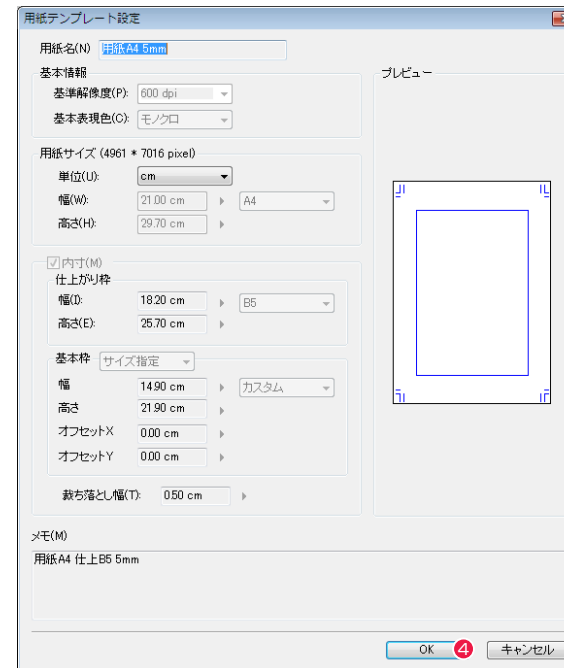 用紙テンプレート設定
用紙名(N) 用紙A4 5mm
基本情報
基準解像度(P): 600 dpi
基本表現色(C): モノクロ
用紙サイズ (4961 * 7016 pixel)
単位(U): cm
幅(W): 21.00 cm A4
高さ(H): 29.70 cm
内寸(M)
仕上がり枠
幅(I): 18.20 cm B5
高さ(E): 25.70 cm
基本枠 サイズ指定
幅 14.90 cm カスタム
高さ 21.90 cm
オフセットX 0.00 cm
オフセットY 0.00 cm
裁ち落とし幅(T): 0.50 cm
プレビュー
メモ(M)
用紙A4 仕上B5 5mm
OK 4 キャンセル